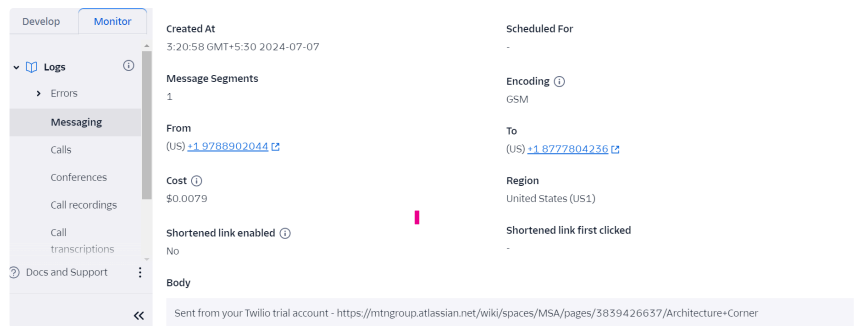 Develop
Monitor
Logs
Errors
Messaging
Calls
Conferences
Call recordings
Call
transcriptions
Docs and Support
Created At
3:20:58 GMT+5:30 2024-07-07
Scheduled For
-
Message Segments
1
Encoding
GSM
From
(US) +1 9788902044
To
(US) +1 8777804236
Cost
$0.0079
Region
United States (US1)
Shortened link enabled
No
Shortened link first clicked
-
Body
Sent from your Twilio trial account - https://mtngroup.atlassian.net/wiki/spaces/MSA/pages/3839426637/Architecture+Corner